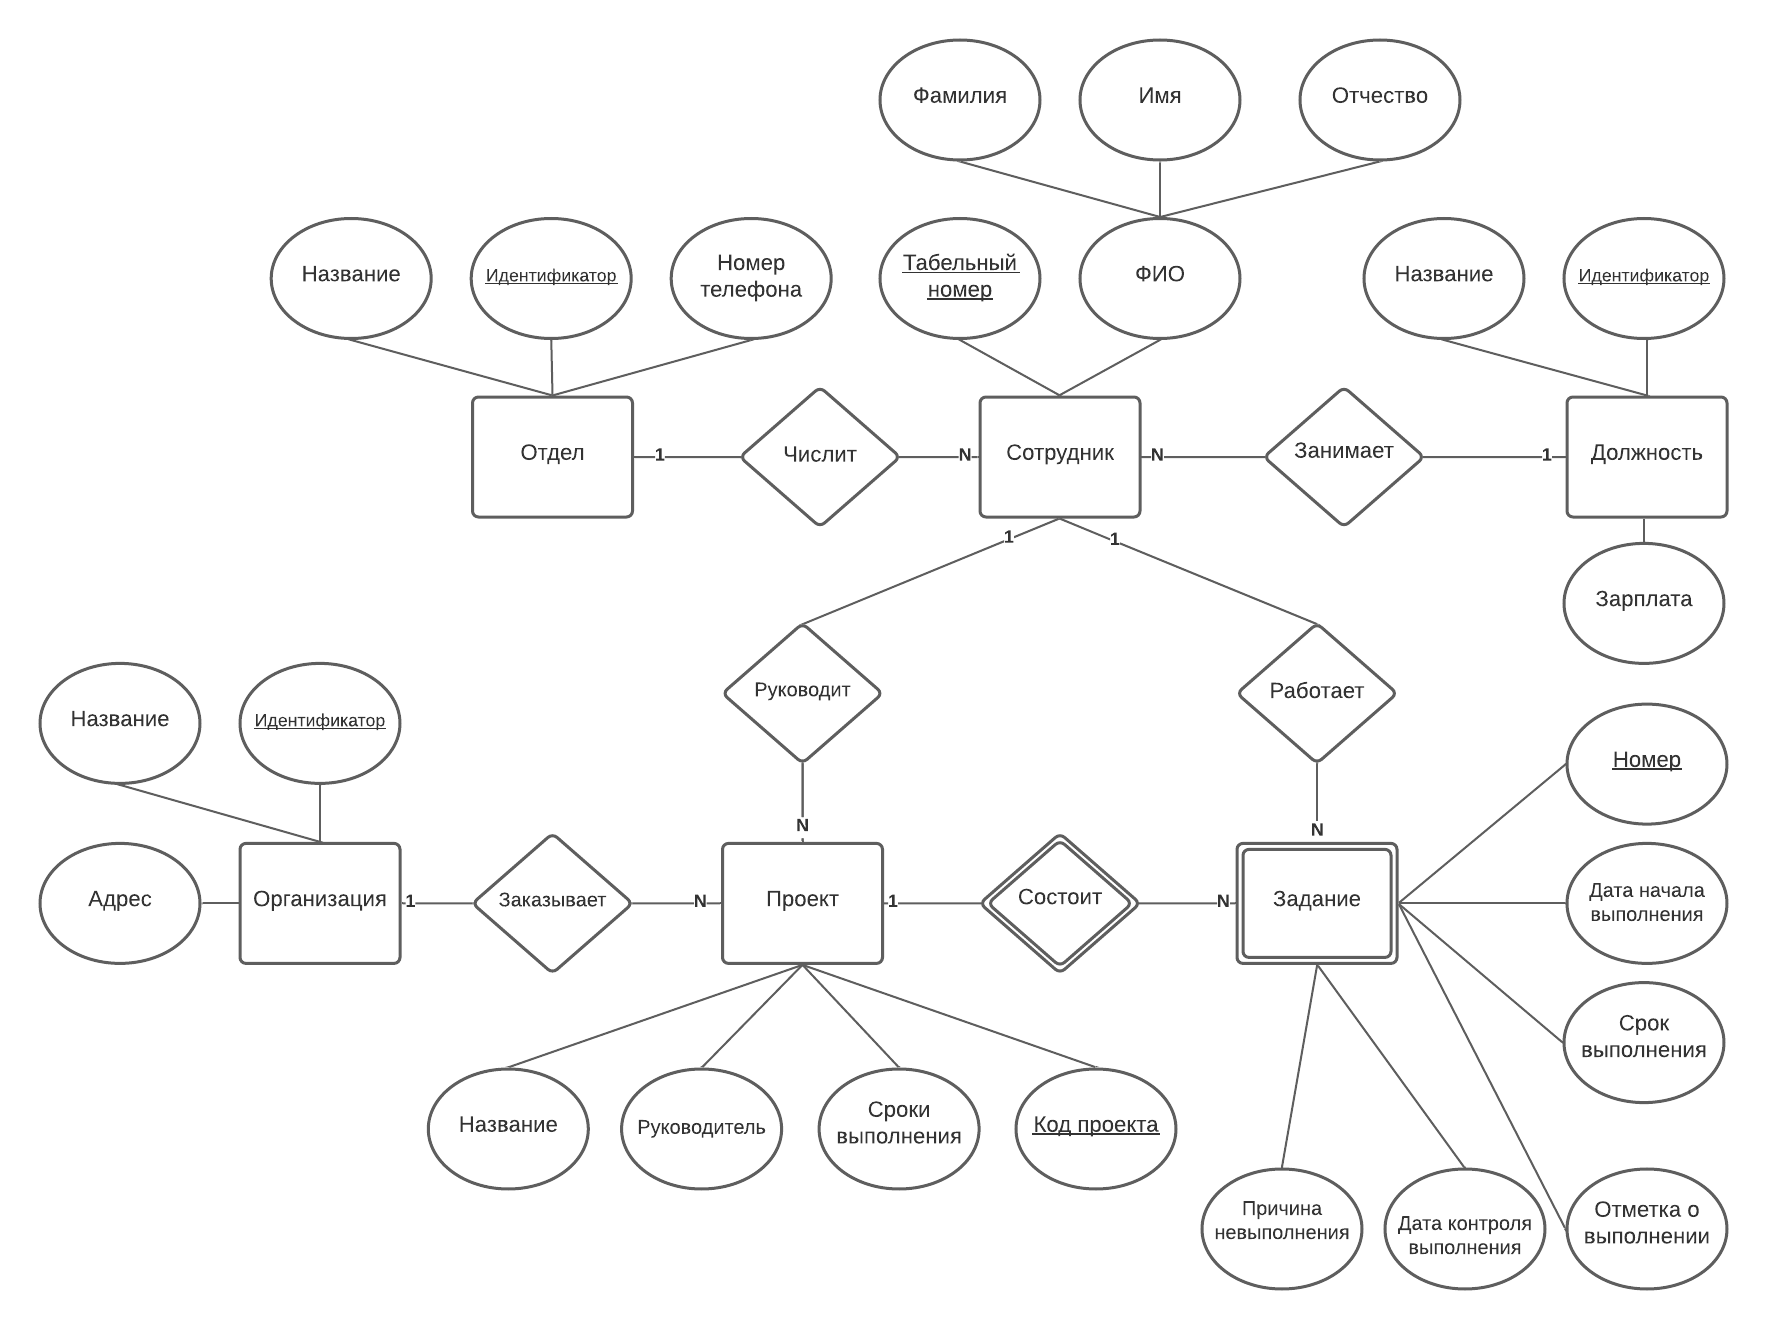 Фамилия
Имя
Отчество
Название
Идентификатор
Номер
телефона
Табельный
номер
ФИО
Название
Идентификатор
Отдел
1
Числит
N
Сотрудник
N
Занимает
1
Должность
1
1
Зарплата
Название
Идентификатор
Руководит
Работает
Номер
N
N
Адрес
Организация
1
Заказывает
N
Проект
1
Состоит
N
Задание
Дата начала
выполнения
Срок
выполнения
Название
Руководитель
Сроки
выполнения
Код проекта
Причина
невыполнения
Дата контроля
выполнения
Отметка о
выполнении